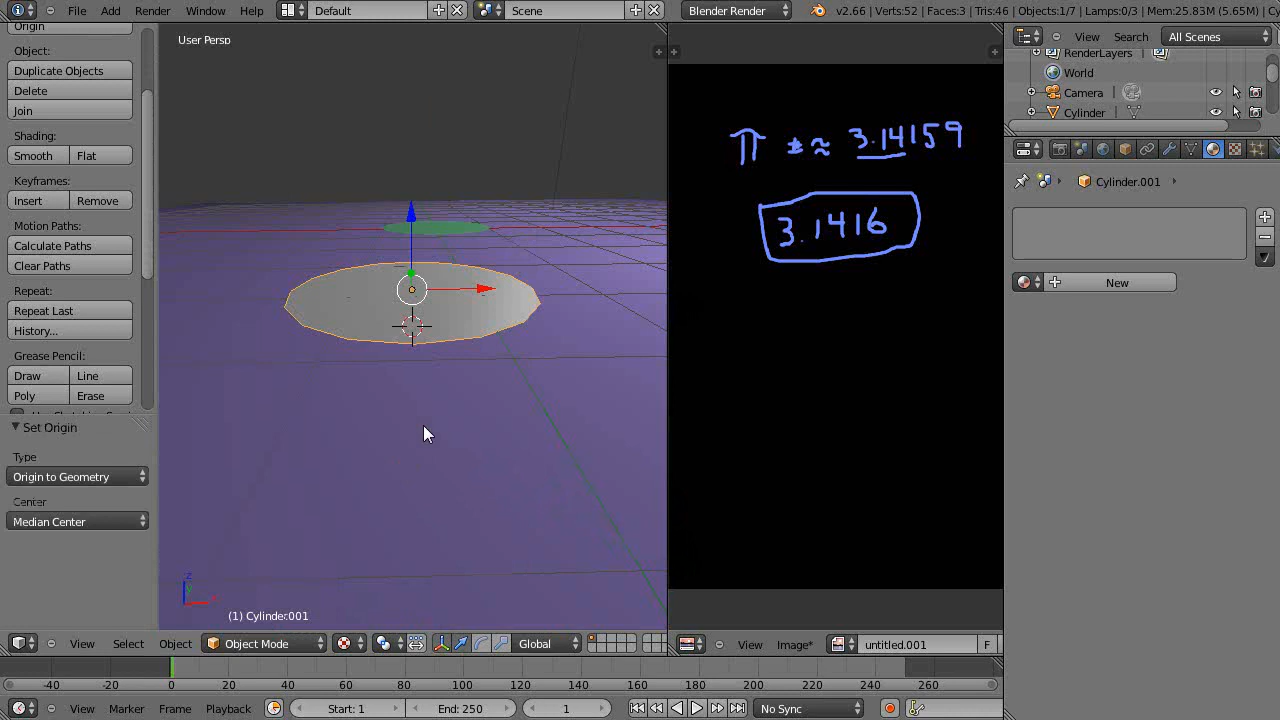 File Add Render Window Help Default Scene Blender Render v2.66 | Verts:52 | Faces:3 | Tris:46 | Objects:1/7 | Lamps:0/3 | Mem:25.83M (5.65M) | Cy
Origin
Object:
Duplicate Objects
Delete
Join
Shading:
Smooth Flat
Keyframes:
Insert Remove
Motion Paths:
Calculate Paths
Clear Paths
Repeat:
Repeat Last
History...
Grease Pencil:
Draw Line
Poly Erase
Set Origin
Type
Origin to Geometry
Center
Median Center
User Persp
z
y
x
(1) Cylinder.001
π ≈ 3.14159
3.1416
View Search All Scenes
RenderLayers
World
Camera
Cylinder
Cylinder.001
New
View Select Object Object Mode Global
View Image* untitled.001 F
-40 -20 0 20 40 60 80 100 120 140 160 180 200 220 240 260
View Marker Frame Playback Start: 1 End: 250 1 No Sync